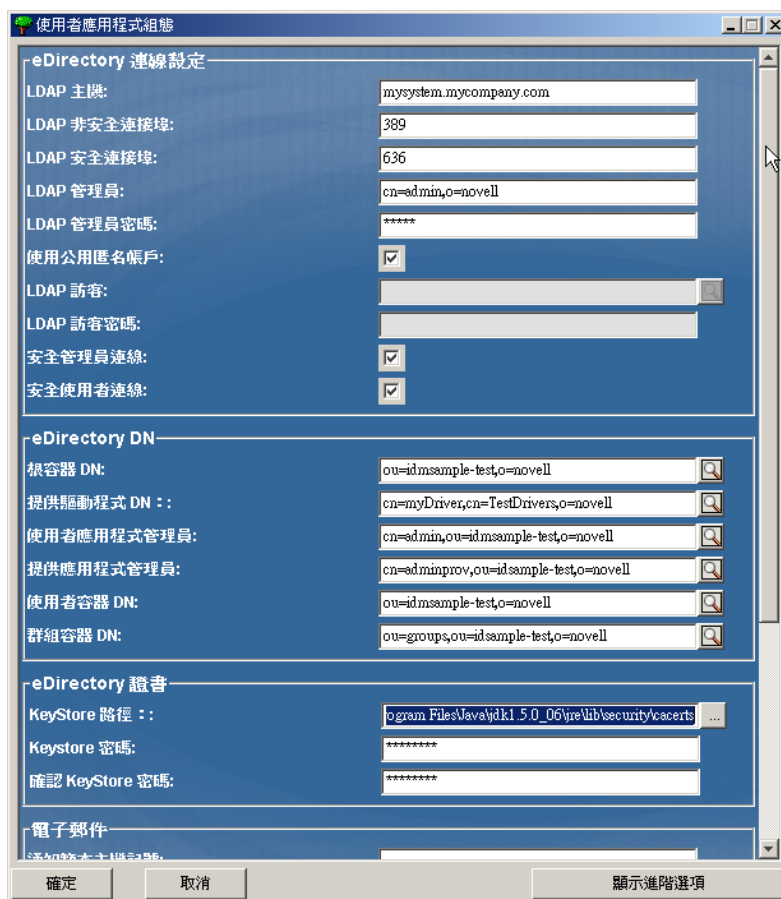 使用者應用程式組態
eDirectory 連線設定
LDAP 主機: mysystem.mycompany.com
LDAP 非安全連接埠: 389
LDAP 安全連接埠: 636
LDAP 管理員: cn=admin,o=novell
LDAP 管理員密碼: *****
使用公用匿名帳戶:
LDAP 訪客:
LDAP 訪客密碼:
安全管理員連線:
安全使用者連線:
eDirectory DN
根容器 DN: ou=idmsample-test,o=novell
提供驅動程式 DN：: cn=myDriver,cn=TestDrivers,o=novell
使用者應用程式管理員: cn=admin,ou=idmsample-test,o=novell
提供應用程式管理員: cn=adminprov,ou=idsample-test,o=novell
使用者容器 DN: ou=idmsample-test,o=novell
群組容器 DN: ou=groups,ou=idsample-test,o=novell
eDirectory 證書
KeyStore 路徑：: ogram Files\Java\jdk1.5.0_06\jre\lib\security\cacerts ...
Keystore 密碼: ********
確認 KeyStore 密碼: ********
電子郵件
通知範本主機記號:
確定 取消 顯示進階選項